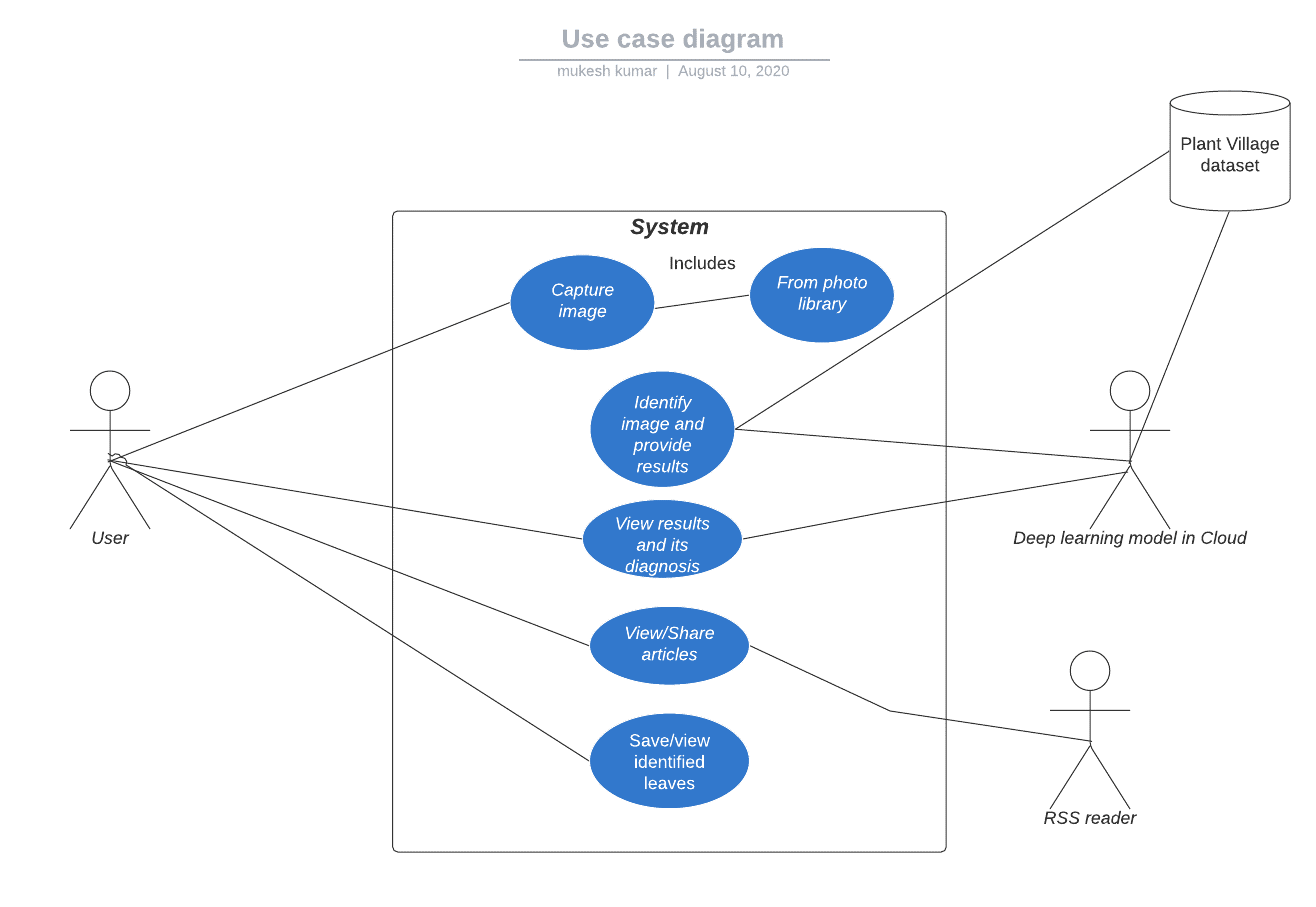 Use case diagram
mukesh kumar | August 10, 2020
Plant Village
dataset
System
Includes
Capture
image
From photo
library
Identify
image and
provide
results
View results
and its
diagnosis
User
Deep learning model in Cloud
View/Share
articles
Save/view
identified
leaves
RSS reader